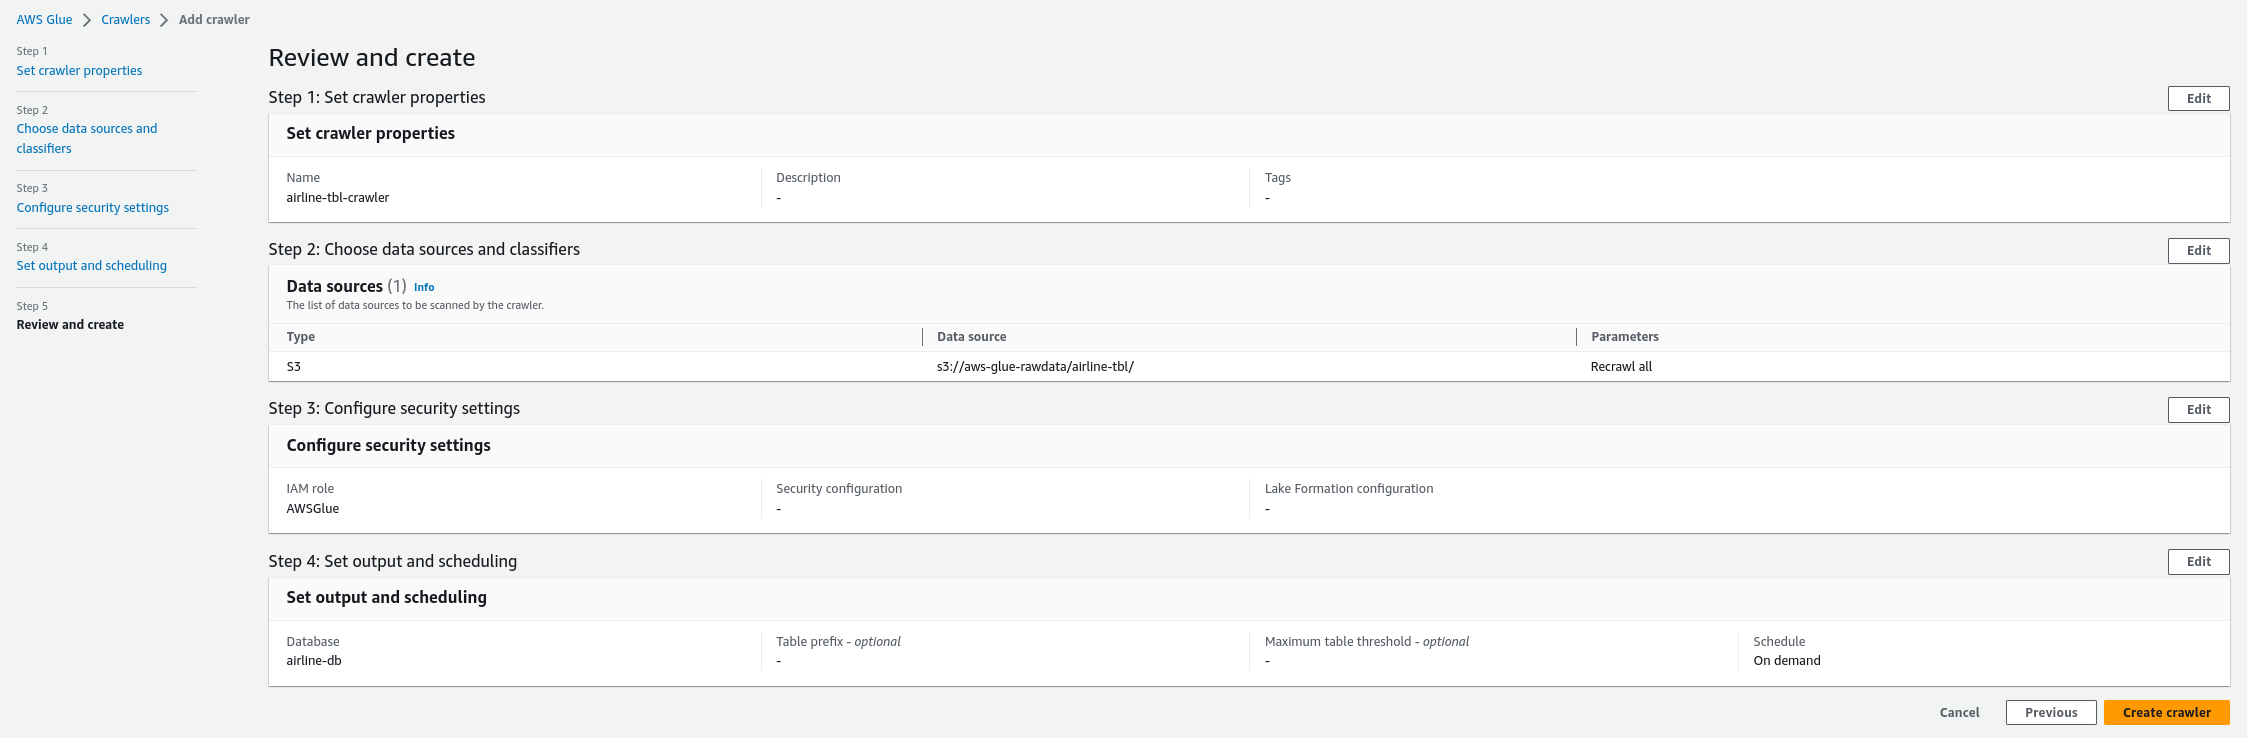 AWS Glue > Crawlers > Add crawler
Step 1
Set crawler properties
Step 2
Choose data sources and
classifiers
Step 3
Configure security settings
Step 4
Set output and scheduling
Step 5
Review and create
Review and create
Step 1: Set crawler properties Edit
Set crawler properties
Name Description Tags
airline-tbl-crawler - -
Step 2: Choose data sources and classifiers Edit
Data sources (1) Info
The list of data sources to be scanned by the crawler.
Type Data source Parameters
S3 s3://aws-glue-rawdata/airline-tbl/ Recrawl all
Step 3: Configure security settings Edit
Configure security settings
IAM role Security configuration Lake Formation configuration
AWSGlue - -
Step 4: Set output and scheduling Edit
Set output and scheduling
Database Table prefix - optional Maximum table threshold - optional Schedule
airline-db - - On demand
Cancel Previous Create crawler